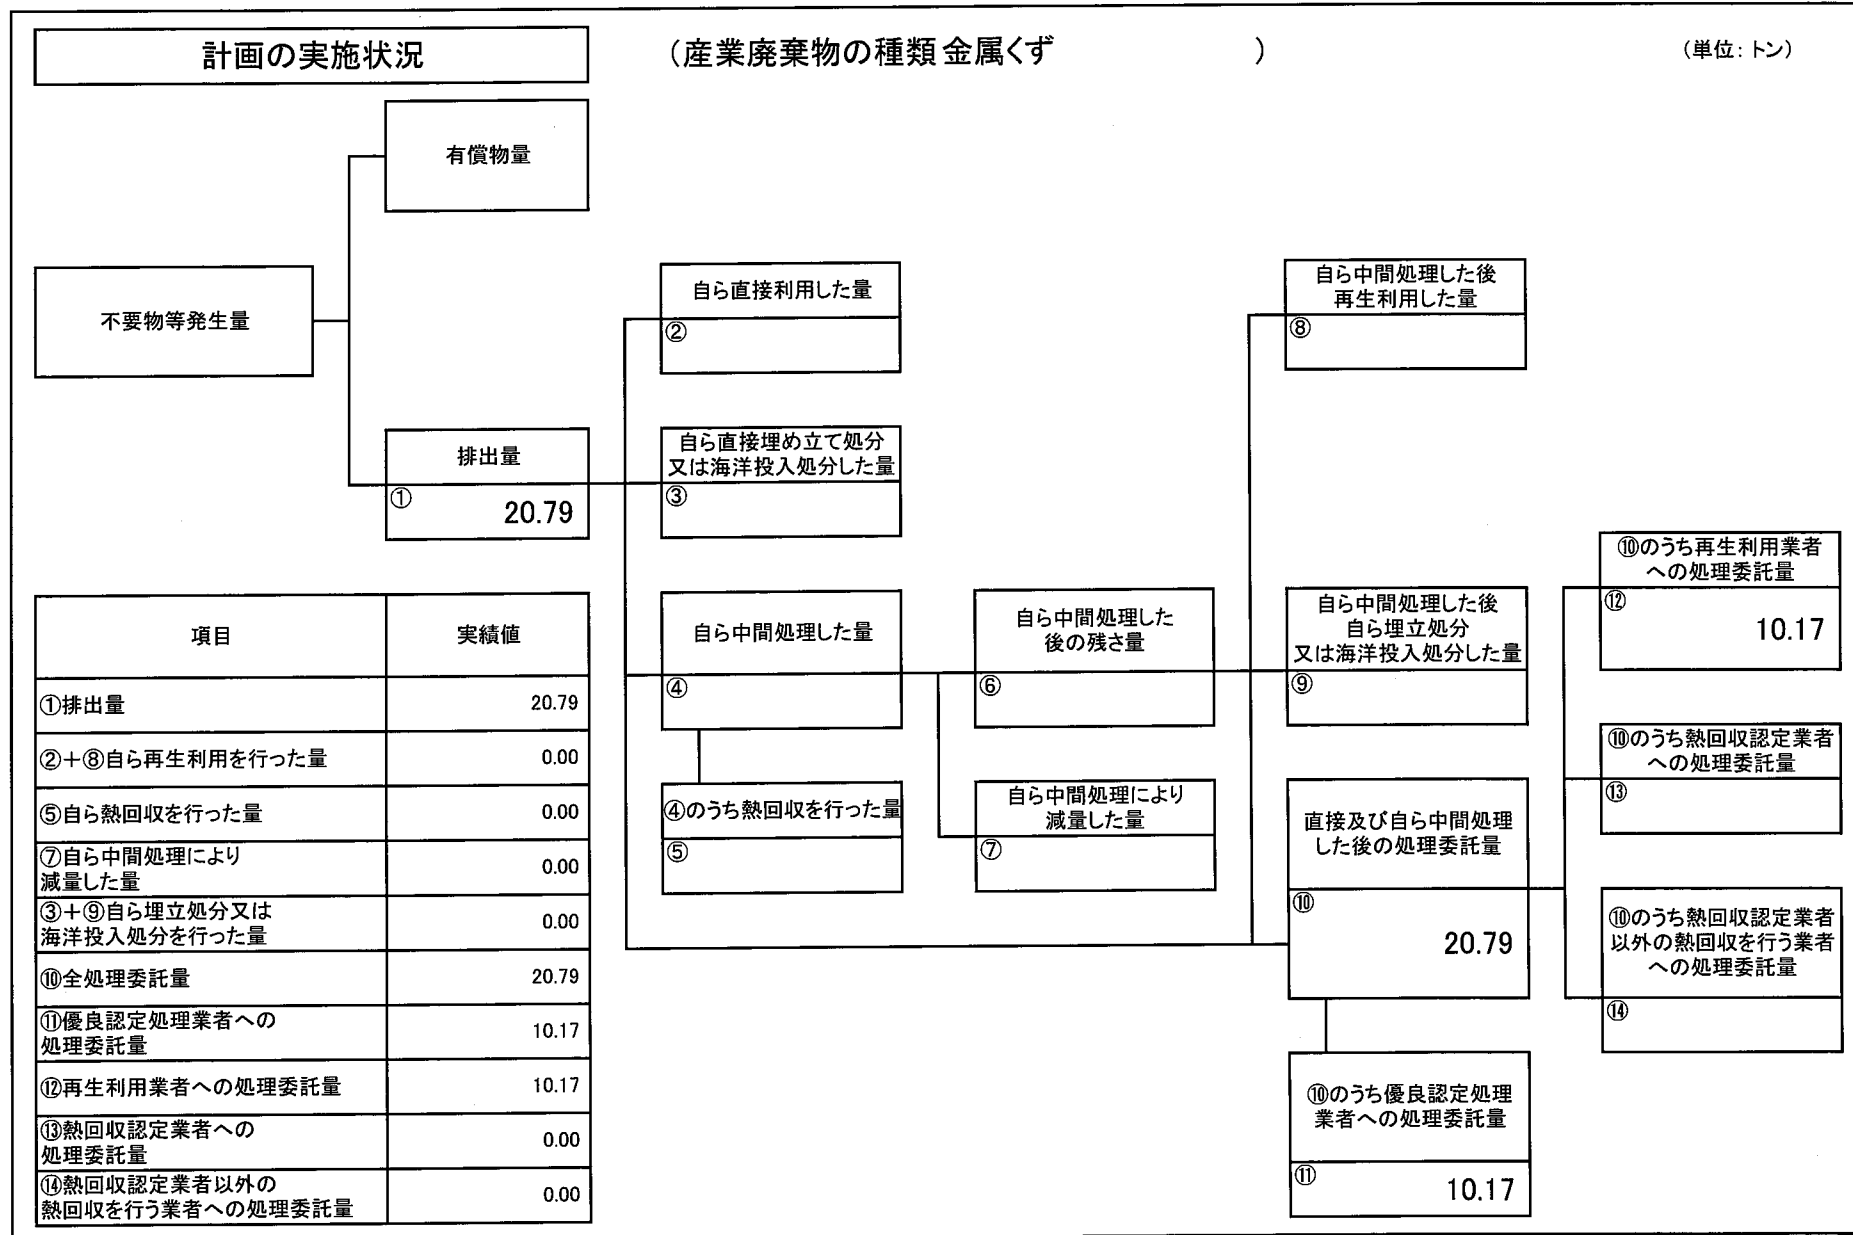 計画の実施状況
（産業廃棄物の種類 金属くず　　　　　）
（単位：トン）
有償物量
不要物等発生量
自ら直接利用した量
②
自ら中間処理した後
再生利用した量
⑧
排出量
① 20.79
自ら直接埋め立て処分
又は海洋投入処分した量
③
自ら中間処理した量
④
自ら中間処理した
後の残さ量
⑥
自ら中間処理した後
自ら埋立処分
又は海洋投入処分した量
⑨
⑩のうち再生利用業者
への処理委託量
⑫ 10.17
④のうち熱回収を行った量
⑤
自ら中間処理により
減量した量
⑦
直接及び自ら中間処理
した後の処理委託量
⑩ 20.79
⑩のうち熱回収認定業者
への処理委託量
⑬
⑩のうち熱回収認定業者
以外の熱回収を行う業者
への処理委託量
⑭
⑩のうち優良認定処理
業者への処理委託量
⑪ 10.17
項目 実績値
①排出量 20.79
②＋⑧自ら再生利用を行った量 0.00
⑤自ら熱回収を行った量 0.00
⑦自ら中間処理により
減量した量 0.00
③＋⑨自ら埋立処分又は
海洋投入処分を行った量 0.00
⑩全処理委託量 20.79
⑪優良認定処理業者への
処理委託量 10.17
⑫再生利用業者への処理委託量 10.17
⑬熱回収認定業者への
処理委託量 0.00
⑭熱回収認定業者以外の
熱回収を行う業者への処理委託量 0.00